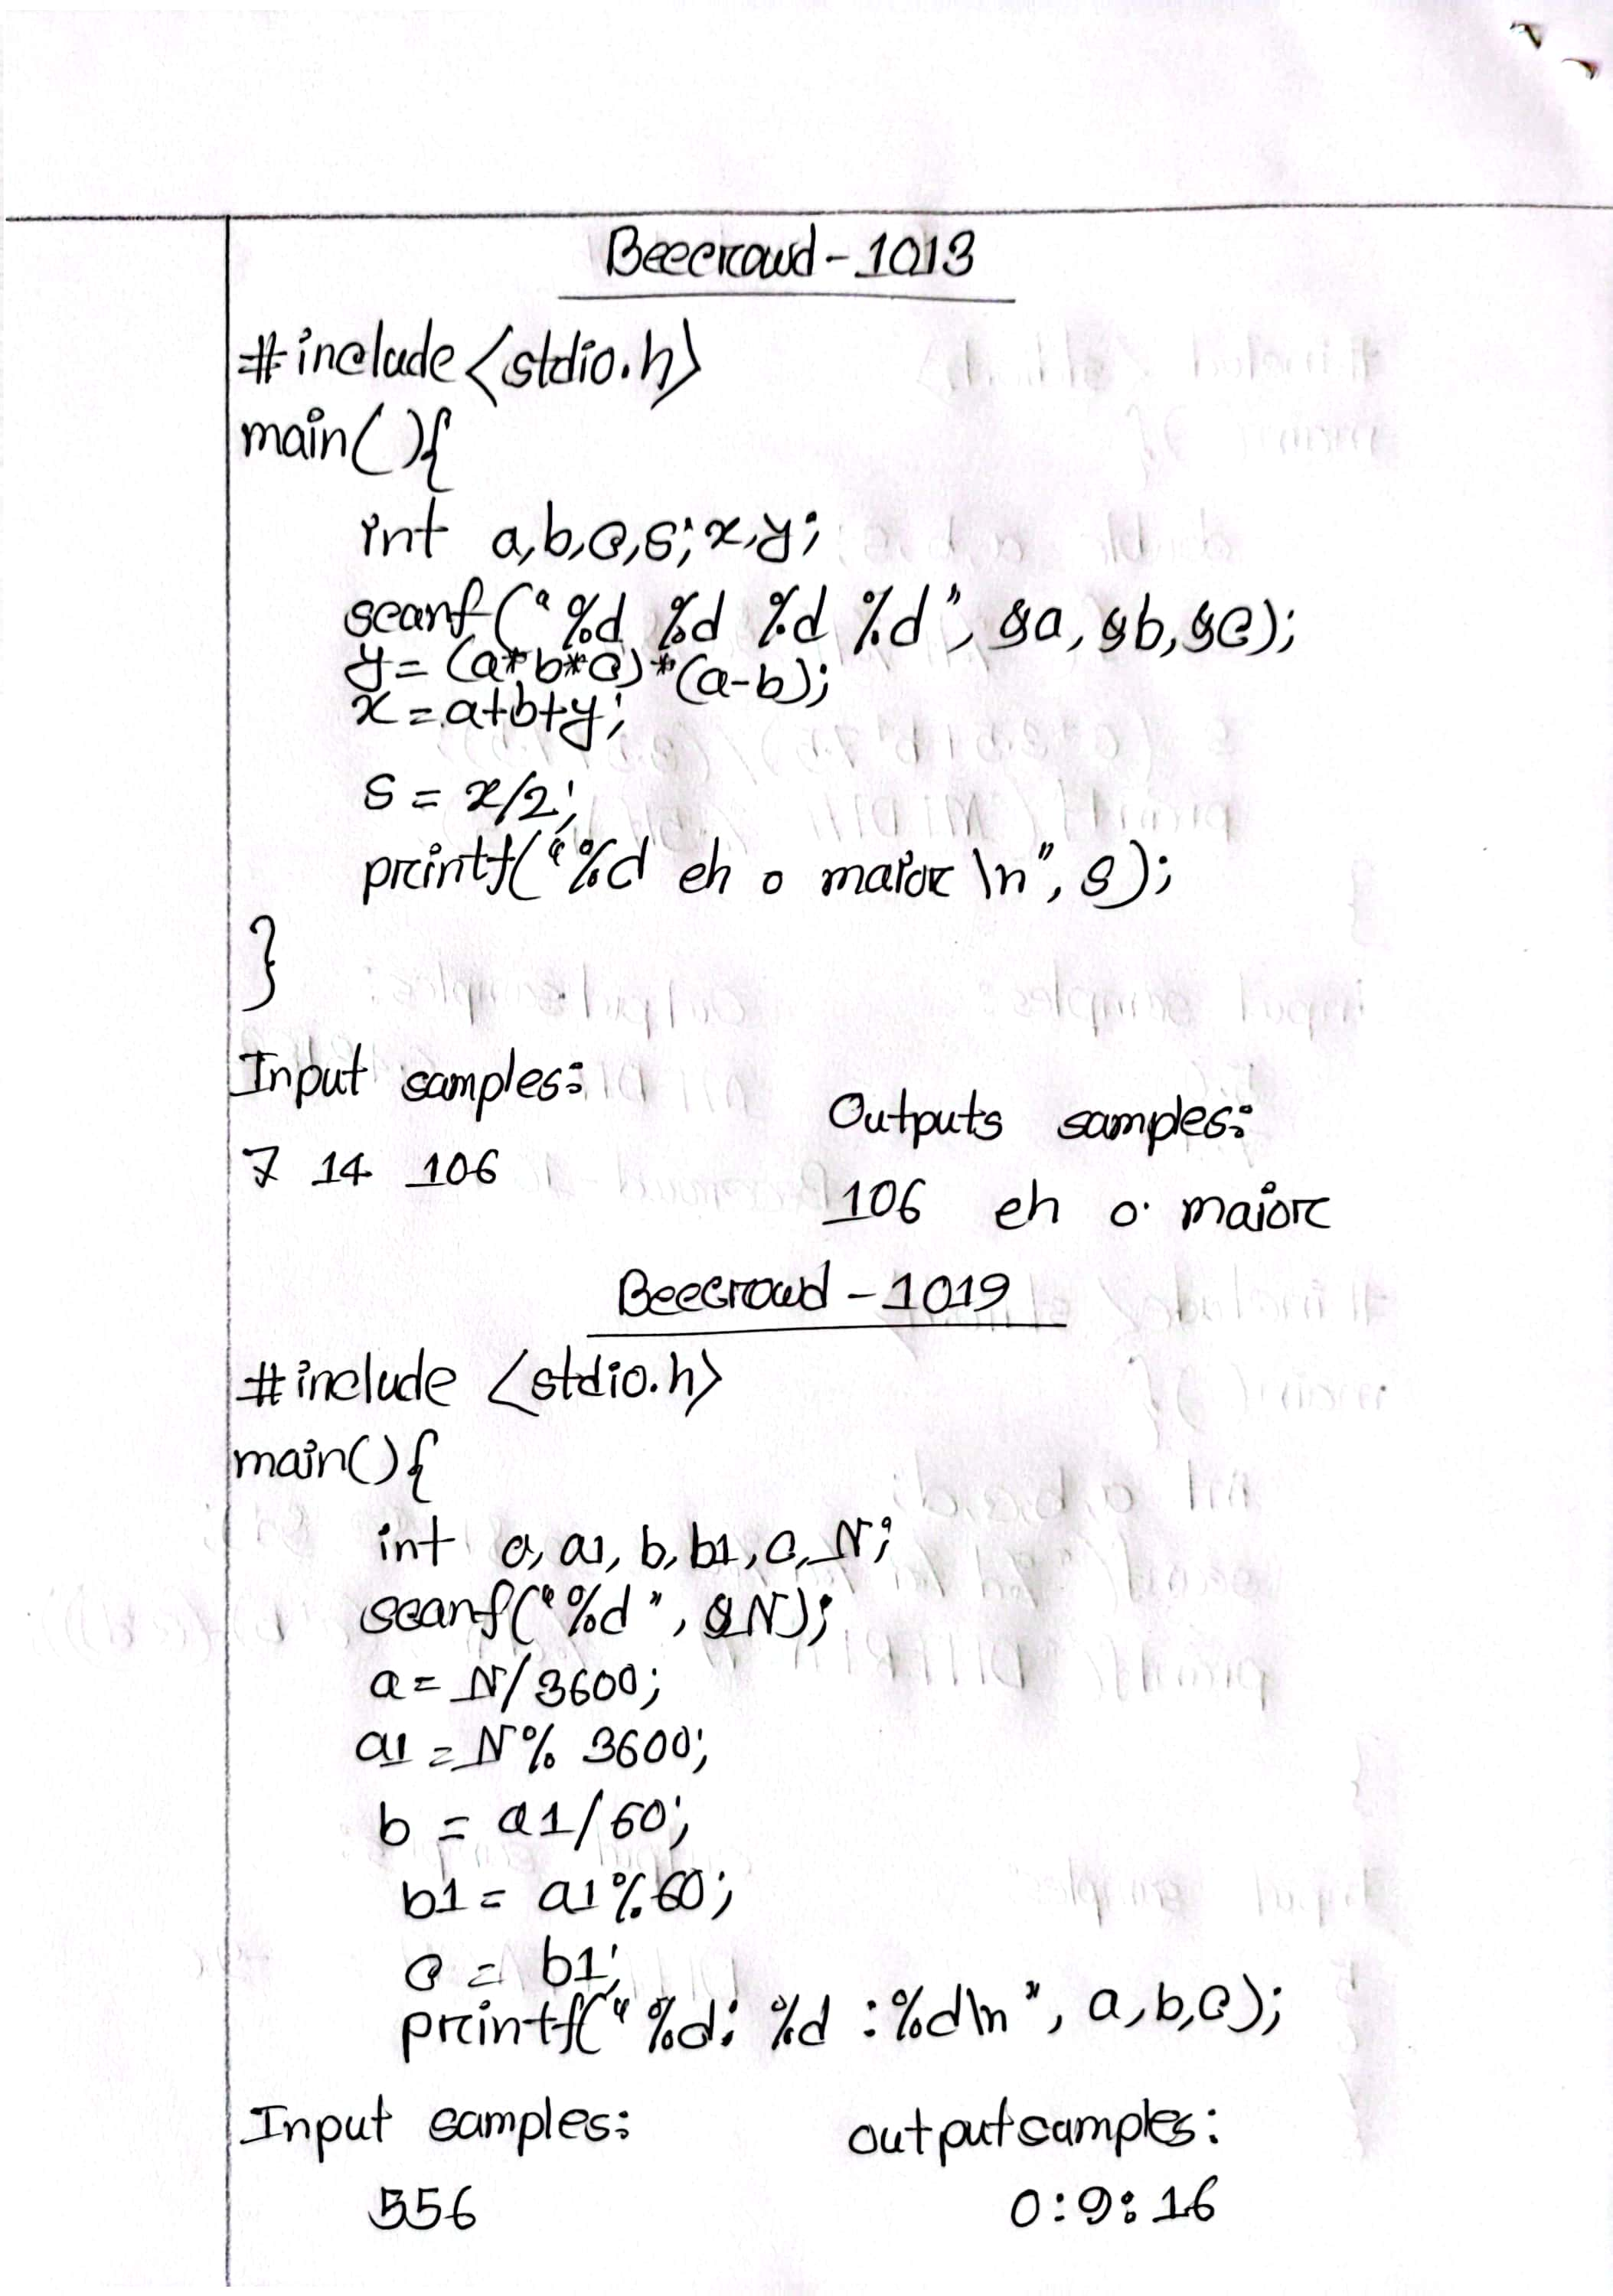 Beecrowd - 1013
#include <stdio.h>
main(){
int a,b,c,s;x,y;
scanf("%d %d %d %d", &a, &b, &c);
y = (a*b*c)*(a-b);
x = a+b+y;
s = x/2;
printf("%d eh o maior \n", s);
}
Input samples:
Outputs samples:
7 14 106
106 eh o maior
Beecrowd - 1019
#include <stdio.h>
main(){
int a, a1, b, b1, c, N;
scanf("%d", &N);
a = N/3600;
a1 = N% 3600;
b = a1/60;
b1 = a1%60;
c = b1;
printf("%d: %d :%d\n", a,b,c);
Input samples:
output samples:
556
0:9:16